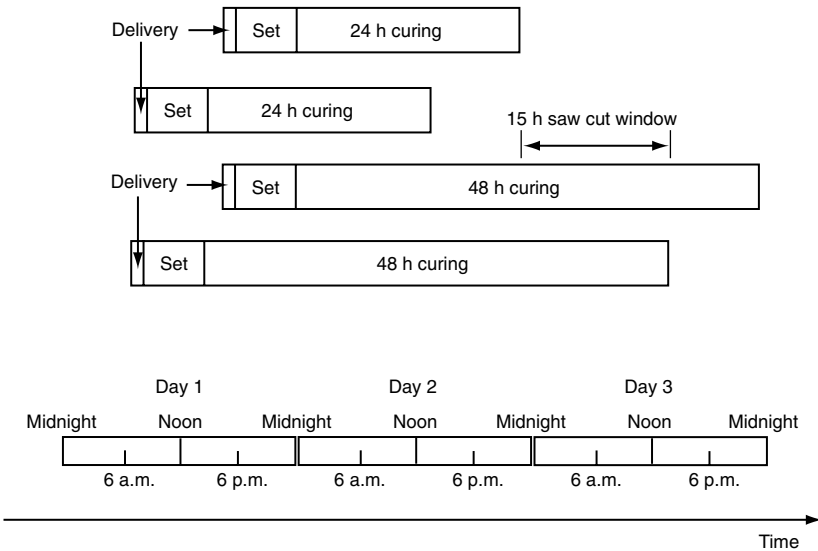 Delivery
Set
24 h curing
Set
24 h curing
15 h saw cut window
Delivery
Set
48 h curing
Set
48 h curing
Day 1
Day 2
Day 3
Midnight
Noon
Midnight
Noon
Midnight
Noon
Midnight
6 a.m.
6 p.m.
6 a.m.
6 p.m.
6 a.m.
6 p.m.
Time